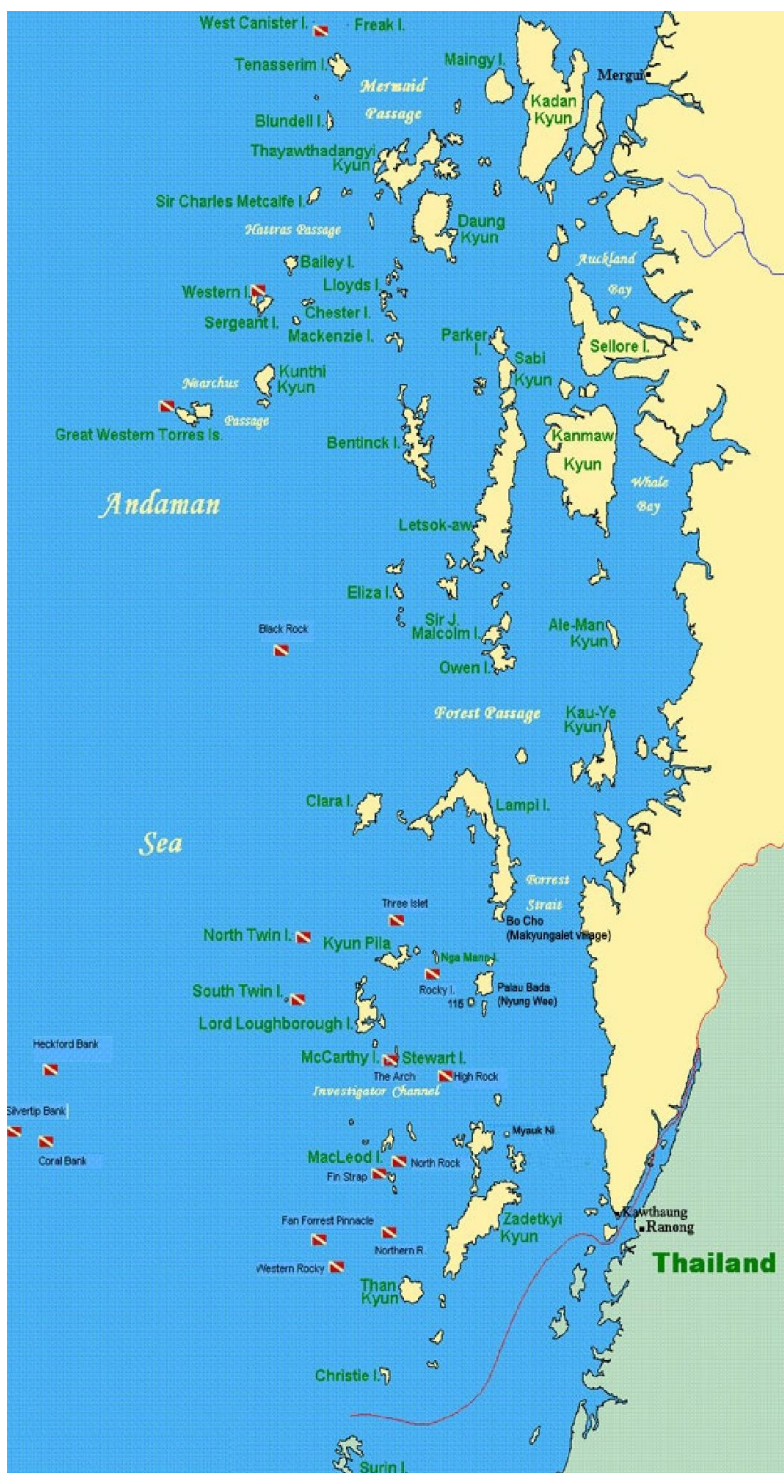 West Canister I.
Freak I.
Tenasserim I.
Maingy I.
Mergui
Mermaid
Passage
Kadan
Kyun
Blundell I.
Thayawthadangyi
Kyun
Sir Charles Metcalfe I.
Hattras Passage
Daung
Kyun
Auckland
Bay
Bailey I.
Western I.
Lloyds I.
Sergeant I.
Chester I.
Mackenzie I.
Parker
I.
Sellore I.
Sabi
Kyun
Kunthi
Kyun
Nearchus
Passage
Great Western Torres Is.
Bentinck I.
Kanmaw
Kyun
Whale
Bay
Andaman
Letsok-aw
Eliza I.
Sir J.
Malcolm I.
Ale-Man
Kyun
Black Rock
Owen I.
Forest Passage
Kau-Ye
Kyun
Clara I.
Lampi I.
Sea
Forrest
Strait
Three Islet
Bo Cho
(Makyungalet village)
North Twin I.
Kyun Pila
Nga Mann I.
Rocky I.
Palau Bada
(Nyung Wee)
South Twin I.
115
Lord Loughborough I.
Heckford Bank
McCarthy I.
Stewart I.
The Arch
High Rock
Investigator Channel
Silvertip Bank
Myauk Ni
Coral Bank
MacLeod I.
North Rock
Fin Strap
Zadetkyi
Kyun
Kawthaung
Ranong
Fan Forrest Pinnacle
Northern R.
Western Rocky
Thailand
Than
Kyun
Christie I.
Surin I.